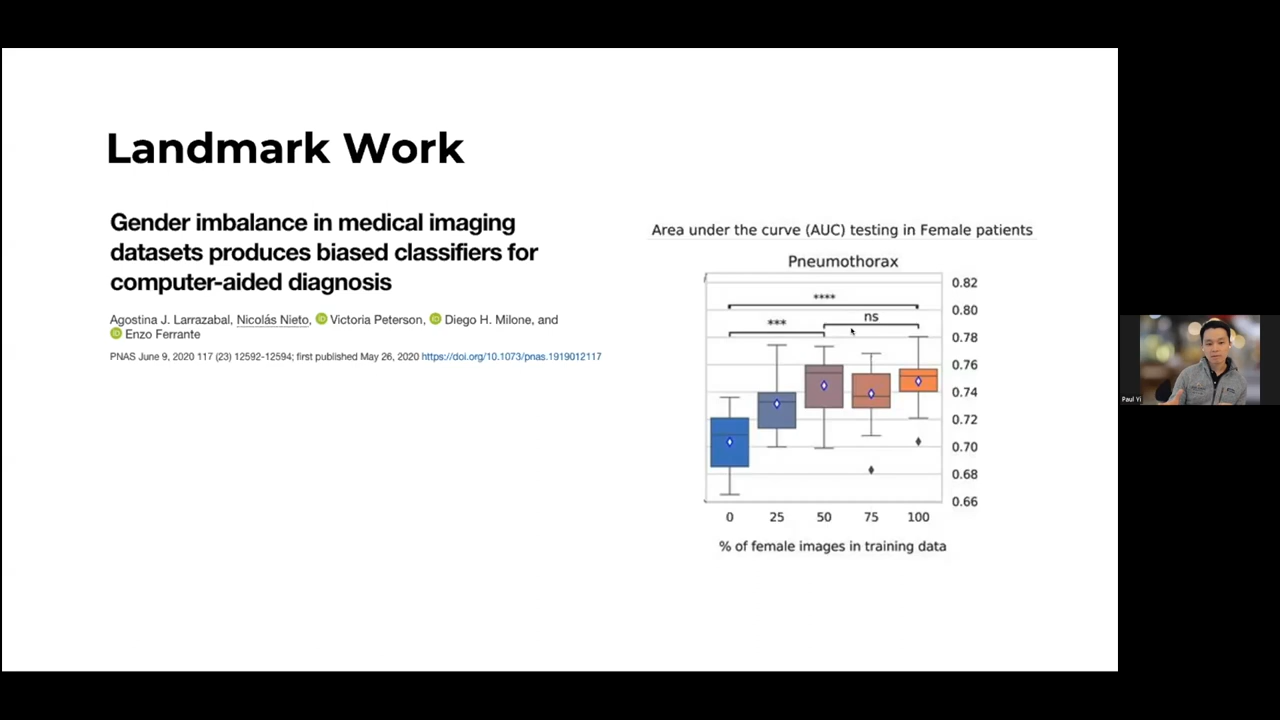 Landmark Work
Gender imbalance in medical imaging
datasets produces biased classifiers for
computer-aided diagnosis
Agostina J. Larrazabal, Nicolás Nieto, Victoria Peterson, Diego H. Milone, and
Enzo Ferrante
PNAS June 9, 2020 117 (23) 12592-12594; first published May 26, 2020 https://doi.org/10.1073/pnas.1919012117
Area under the curve (AUC) testing in Female patients
Pneumothorax
****
***
ns
0.82
0.80
0.78
0.76
0.74
0.72
0.70
0.68
0.66
0 25 50 75 100
% of female images in training data
Paul Yi